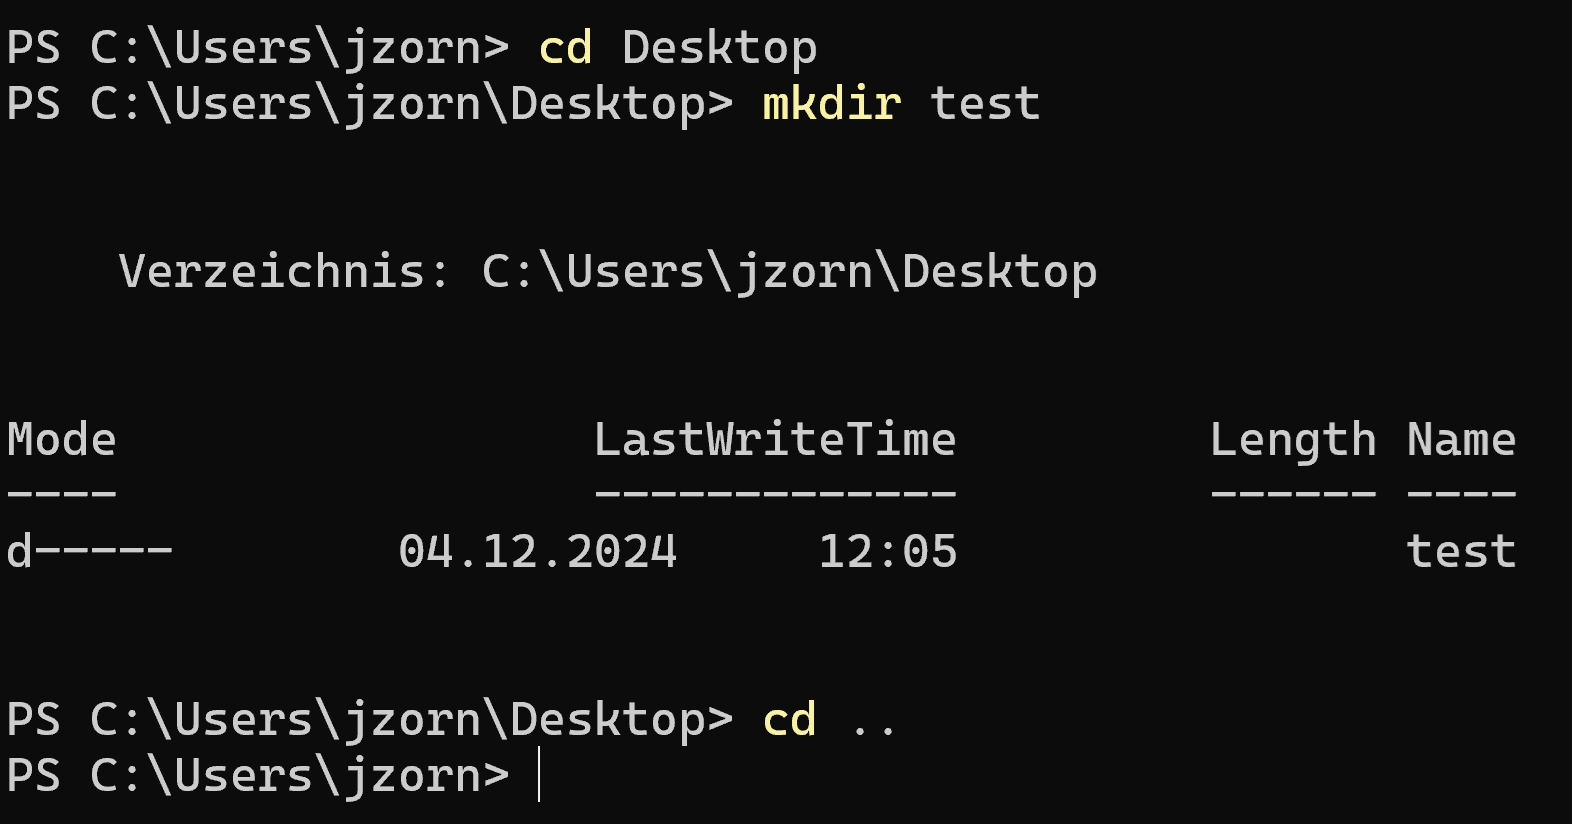 PS C:\Users\jzorn> cd Desktop
PS C:\Users\jzorn\Desktop> mkdir test
Verzeichnis: C:\Users\jzorn\Desktop
Mode                 LastWriteTime         Length Name
----                 -------------         ------ ----
d-----        04.12.2024     12:05                test
PS C:\Users\jzorn\Desktop> cd ..
PS C:\Users\jzorn>